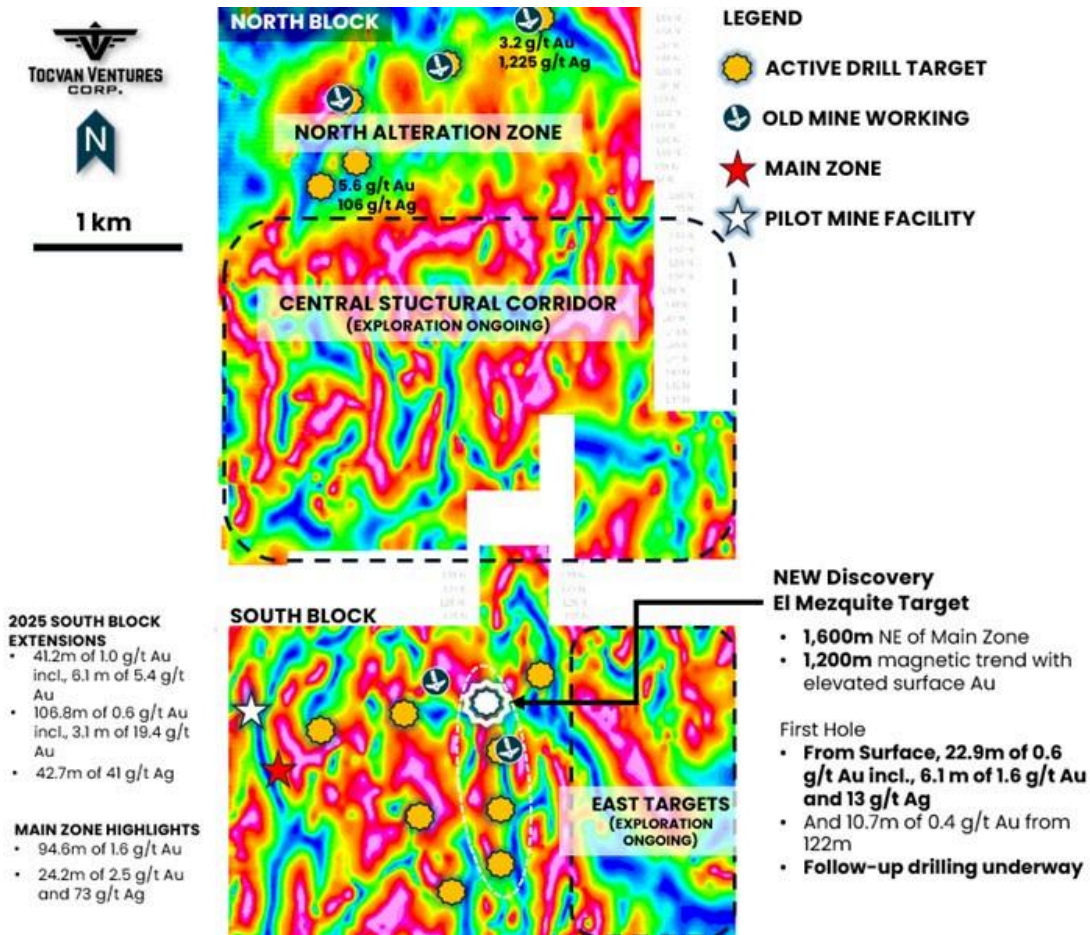 TOCVAN VENTURES
CORP.
N
1 km
NORTH BLOCK
3.2 g/t Au
1,225 g/t Ag
NORTH ALTERATION ZONE
5.6 g/t Au
106 g/t Ag
CENTRAL STUCTURAL CORRIDOR
(EXPLORATION ONGOING)
LEGEND
ACTIVE DRILL TARGET
OLD MINE WORKING
MAIN ZONE
PILOT MINE FACILITY
SOUTH BLOCK
2025 SOUTH BLOCK
EXTENSIONS
• 41.2m of 1.0 g/t Au
incl., 6.1 m of 5.4 g/t
Au
• 106.8m of 0.6 g/t Au
incl., 3.1 m of 19.4 g/t
Au
• 42.7m of 41 g/t Ag
MAIN ZONE HIGHLIGHTS
• 94.6m of 1.6 g/t Au
• 24.2m of 2.5 g/t Au
and 73 g/t Ag
EAST TARGETS
(EXPLORATION
ONGOING)
NEW Discovery
El Mezquite Target
• 1,600m NE of Main Zone
• 1,200m magnetic trend with
elevated surface Au
First Hole
• From Surface, 22.9m of 0.6
g/t Au incl., 6.1 m of 1.6 g/t Au
and 13 g/t Ag
• And 10.7m of 0.4 g/t Au from
122m
• Follow-up drilling underway